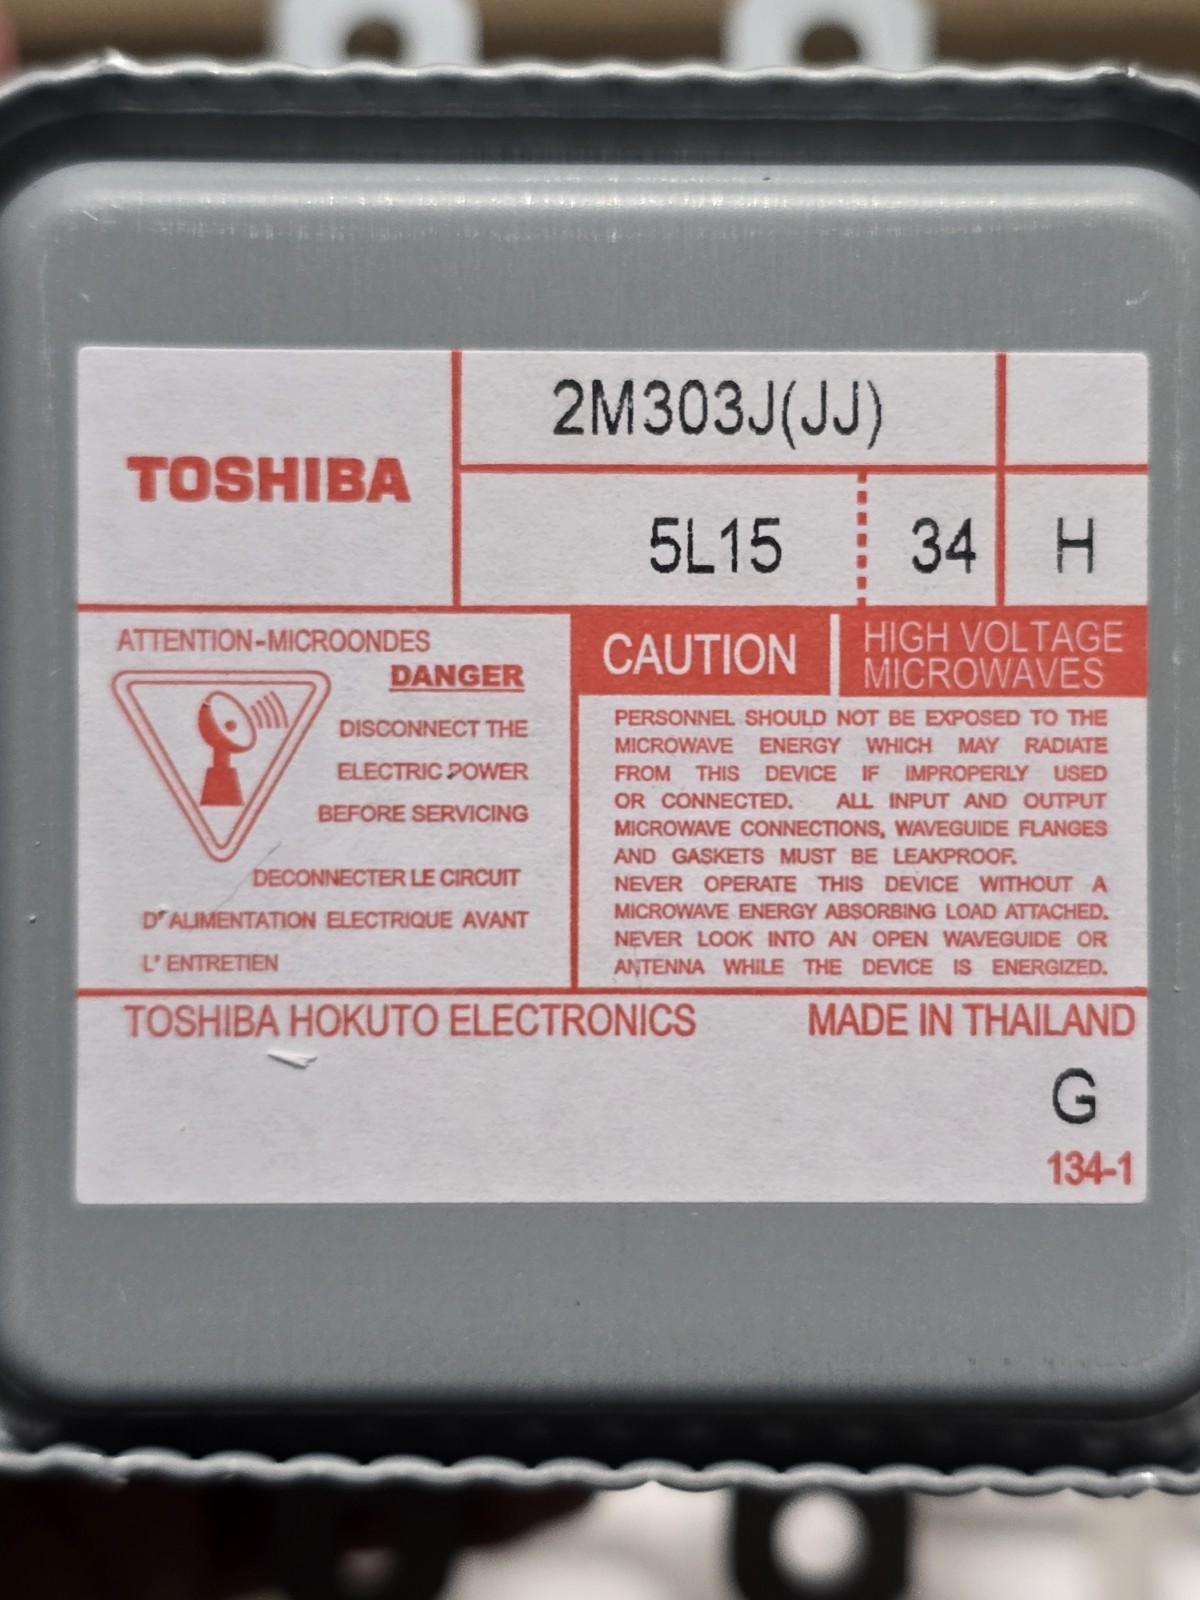 2M303J(JJ)
TOSHIBA
5L15 34 H
ATTENTION-MICROONDES
DANGER
DISCONNECT THE
ELECTRIC POWER
BEFORE SERVICING
DECONNECTER LE CIRCUIT
D'ALIMENTATION ELECTRIQUE AVANT
L' ENTRETIEN
CAUTION
HIGH VOLTAGE
MICROWAVES
PERSONNEL SHOULD NOT BE EXPOSED TO THE
MICROWAVE ENERGY WHICH MAY RADIATE
FROM THIS DEVICE IF IMPROPERLY USED
OR CONNECTED. ALL INPUT AND OUTPUT
MICROWAVE CONNECTIONS, WAVEGUIDE FLANGES
AND GASKETS MUST BE LEAKPROOF.
NEVER OPERATE THIS DEVICE WITHOUT A
MICROWAVE ENERGY ABSORBING LOAD ATTACHED.
NEVER LOOK INTO AN OPEN WAVEGUIDE OR
ANTENNA WHILE THE DEVICE IS ENERGIZED.
TOSHIBA HOKUTO ELECTRONICS MADE IN THAILAND
G
134-1